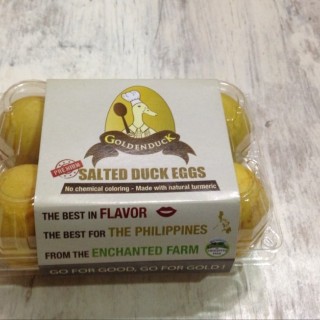 GOLDENDUCK
PREMIUM
SALTED DUCK EGGS
No chemical coloring - Made with natural turmeric
THE BEST IN FLAVOR
THE BEST FOR THE PHILIPPINES
FROM THE ENCHANTED FARM
GO FOR GOOD, GO FOR GOLD!